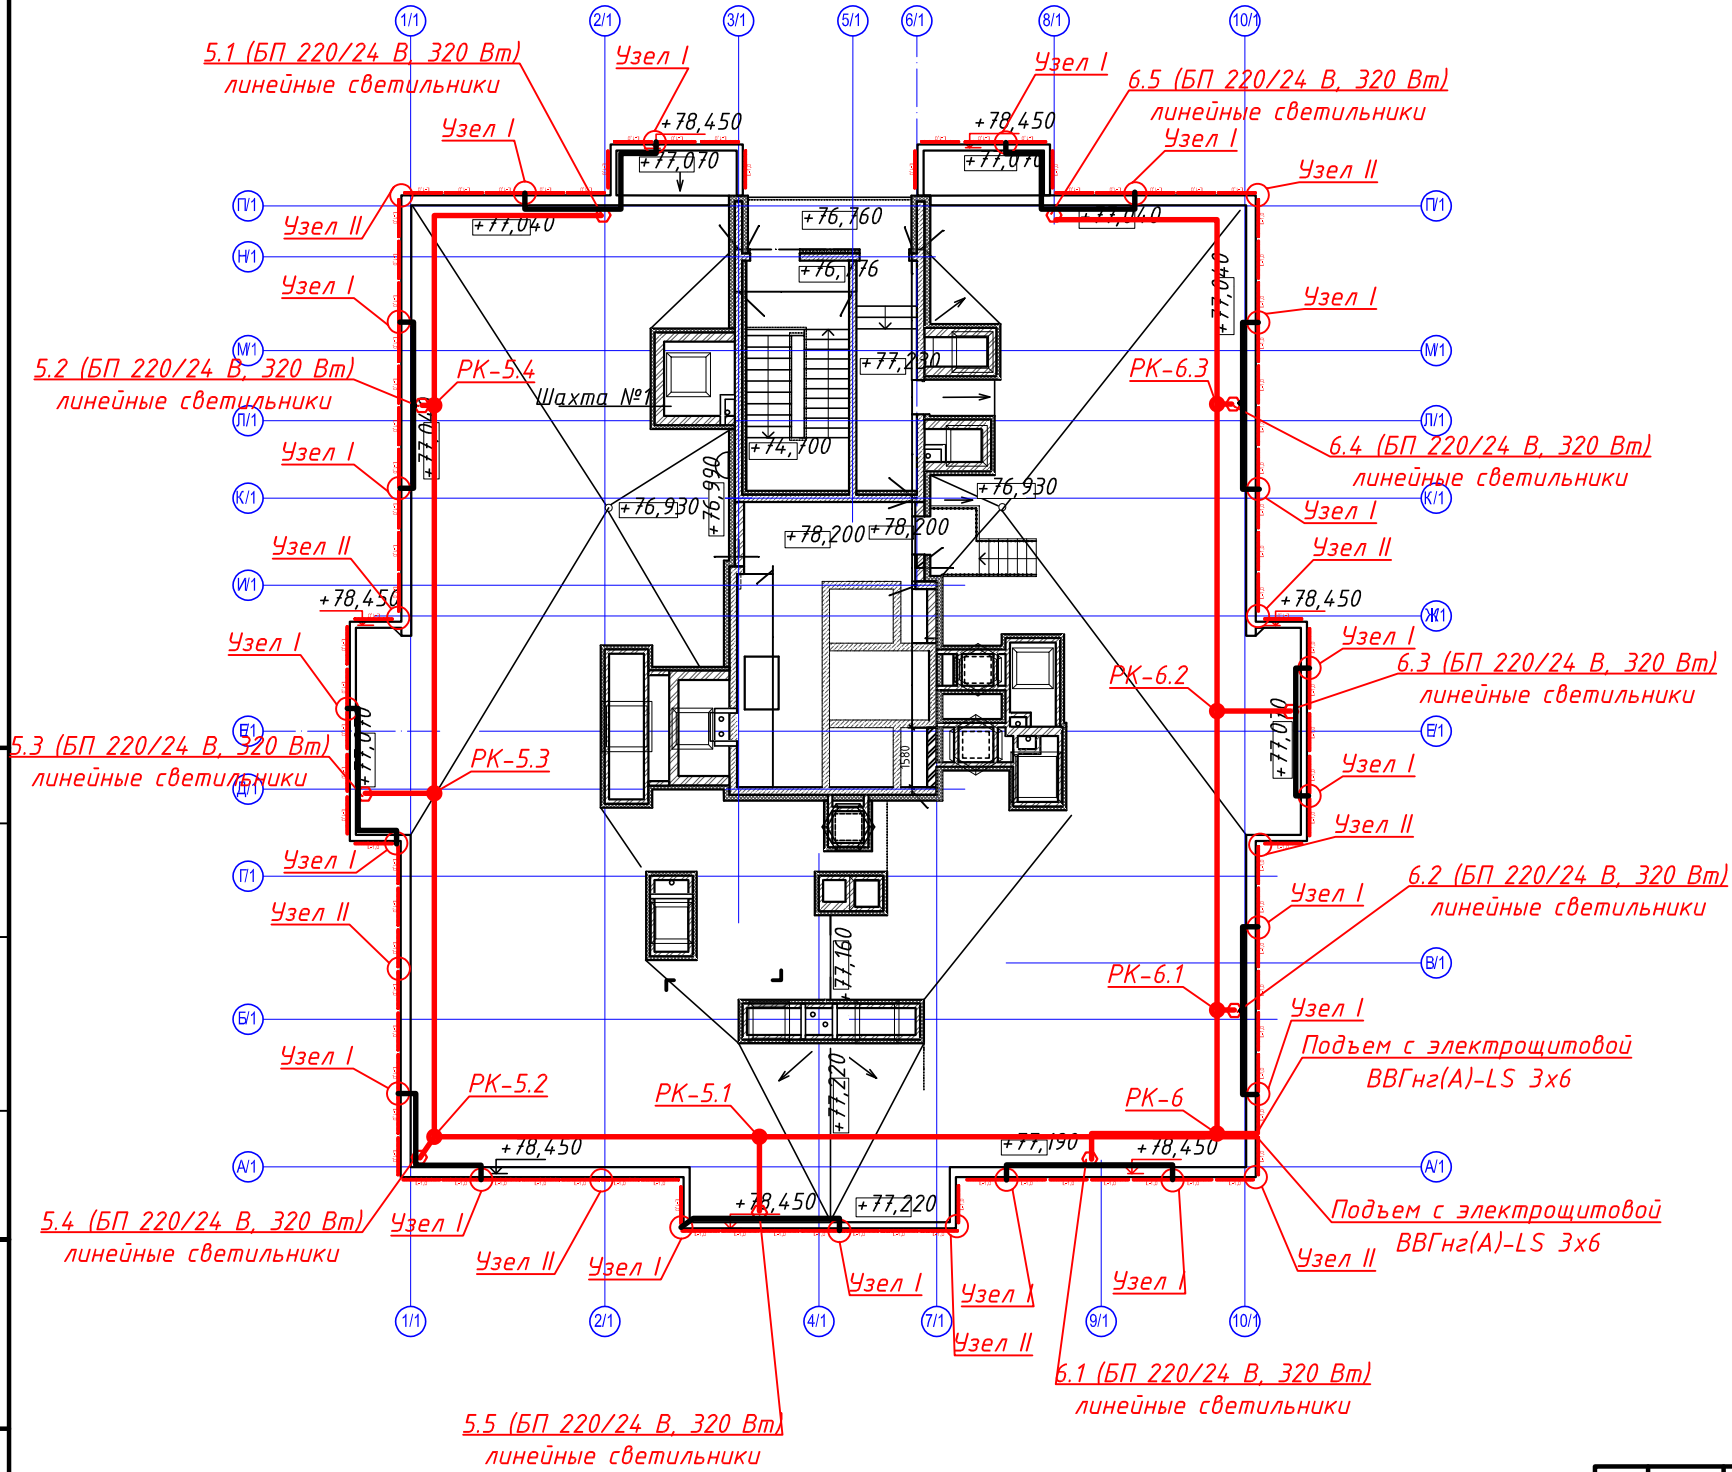 1/1 2/1 3/1 5/1 6/1 8/1 10/1
5.1 (БП 220/24 В, 320 Вт)
линейные светильники
Узел I
Узел I
6.5 (БП 220/24 В, 320 Вт)
линейные светильники
Узел I
+78,450
+78,450
Узел I
+77,070
+77,070
Узел II
П/1
П/1
Узел II
+77,040
+76,760
+77,040
Н/1
+76,776
+77,040
Узел I
Узел I
М/1
М/1
5.2 (БП 220/24 В, 320 Вт)
линейные светильники
РК-5.4
Шахта №1
+77,230
РК-6.3
+77,040
Л/1
Л/1
+74,700
6.4 (БП 220/24 В, 320 Вт)
линейные светильники
Узел I
К/1
К/1
+76,990
+76,930
+76,930
Узел I
+78,200
+78,200
Узел II
Узел II
И/1
+78,450
+78,450
Ж/1
Узел I
Узел I
РК-6.2
6.3 (БП 220/24 В, 320 Вт)
линейные светильники
+77,070
+77,070
Е/1
Е/1
5.3 (БП 220/24 В, 320 Вт)
линейные светильники
РК-5.3
1580
Узел I
Д/1
Узел II
Узел I
Г/1
6.2 (БП 220/24 В, 320 Вт)
линейные светильники
Узел I
Узел II
+77,160
В/1
РК-6.1
Б/1
Узел I
Узел I
Подъем с электрощитовой
ВВГнг(А)-LS 3х6
+77,220
РК-5.2
РК-5.1
РК-6
+78,450
+77,190
+78,450
А/1
А/1
+78,450
+77,220
5.4 (БП 220/24 В, 320 Вт)
линейные светильники
Узел I
Узел II
Узел I
Узел I
Узел I
Узел I
Подъем с электрощитовой
ВВГнг(А)-LS 3х6
Узел II
1/1 2/1 4/1 7/1 9/1 10/1
Узел II
6.1 (БП 220/24 В, 320 Вт)
линейные светильники
5.5 (БП 220/24 В, 320 Вт)
линейные светильники